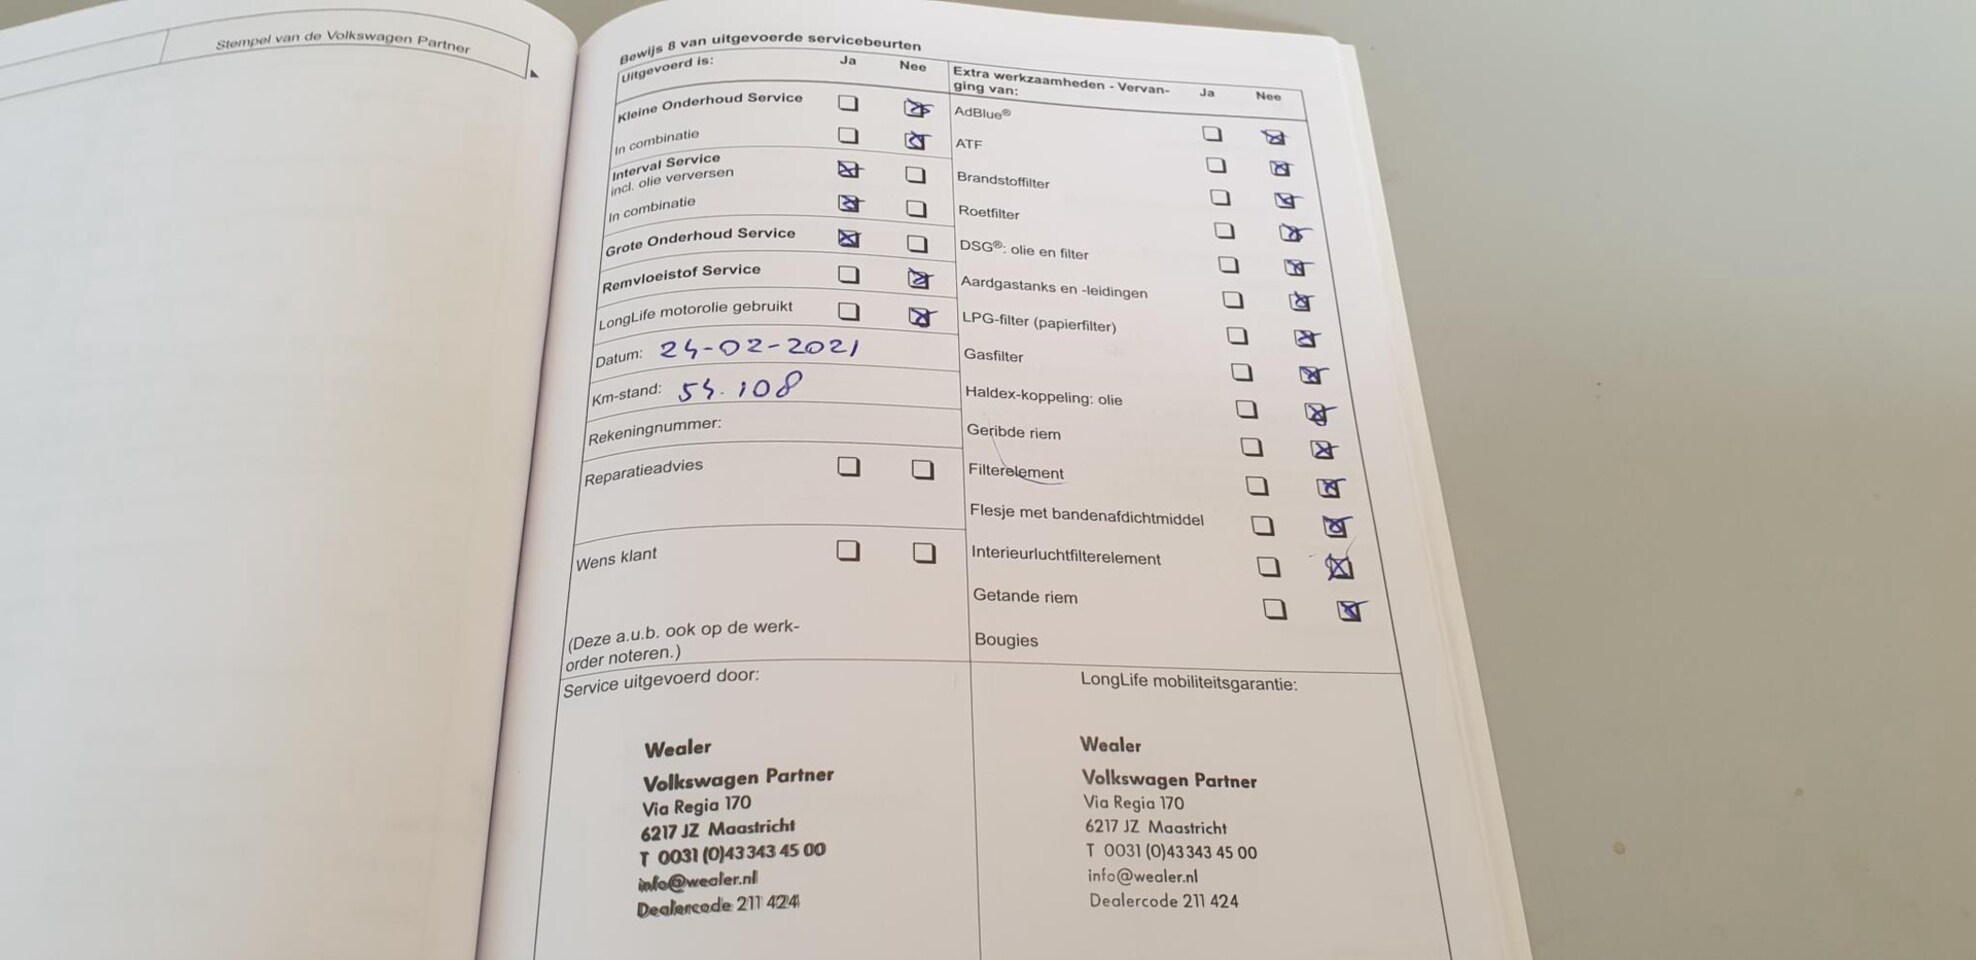 Stempel van de Volkswagen Partner
Bewijs 8 van uitgevoerde servicebeurten
Uitgevoerd is: Ja Nee
Kleine Onderhoud Service
In combinatie
Interval Service
incl. olie verversen
In combinatie
Grote Onderhoud Service
Remvloeistof Service
LongLife motorolie gebruikt
Datum: 24-02-2021
Km-stand: 54.108
Rekeningnummer:
Reparatieadvies
Wens klant
(Deze a.u.b. ook op de werk-
order noteren.)
Extra werkzaamheden - Vervan-
ging van: Ja Nee
AdBlue®
ATF
Brandstoffilter
Roetfilter
DSG®: olie en filter
Aardgastanks en -leidingen
LPG-filter (papierfilter)
Gasfilter
Haldex-koppeling: olie
Geribde riem
Filterelement
Flesje met bandenafdichtmiddel
Interieurluchtfilterelement
Getande riem
Bougies
Service uitgevoerd door:
Wealer
Volkswagen Partner
Via Regia 170
6217 JZ Maastricht
T 0031 (0)43 343 45 00
info@wealer.nl
Dealercode 211 424
LongLife mobiliteitsgarantie:
Wealer
Volkswagen Partner
Via Regia 170
6217 JZ Maastricht
T 0031 (0)43 343 45 00
info@wealer.nl
Dealercode 211 424